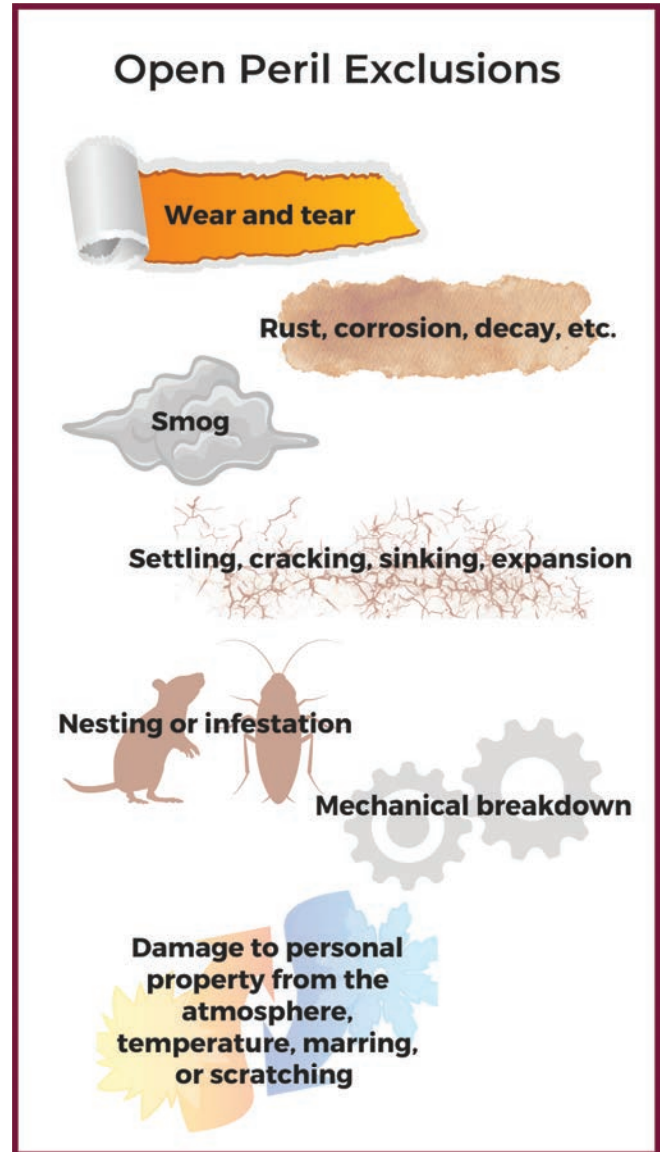 Open Peril Exclusions
Wear and tear
Rust, corrosion, decay, etc.
Smog
Settling, cracking, sinking, expansion
Nesting or infestation
Mechanical breakdown
Damage to personal
property from the
atmosphere,
temperature, marring,
or scratching